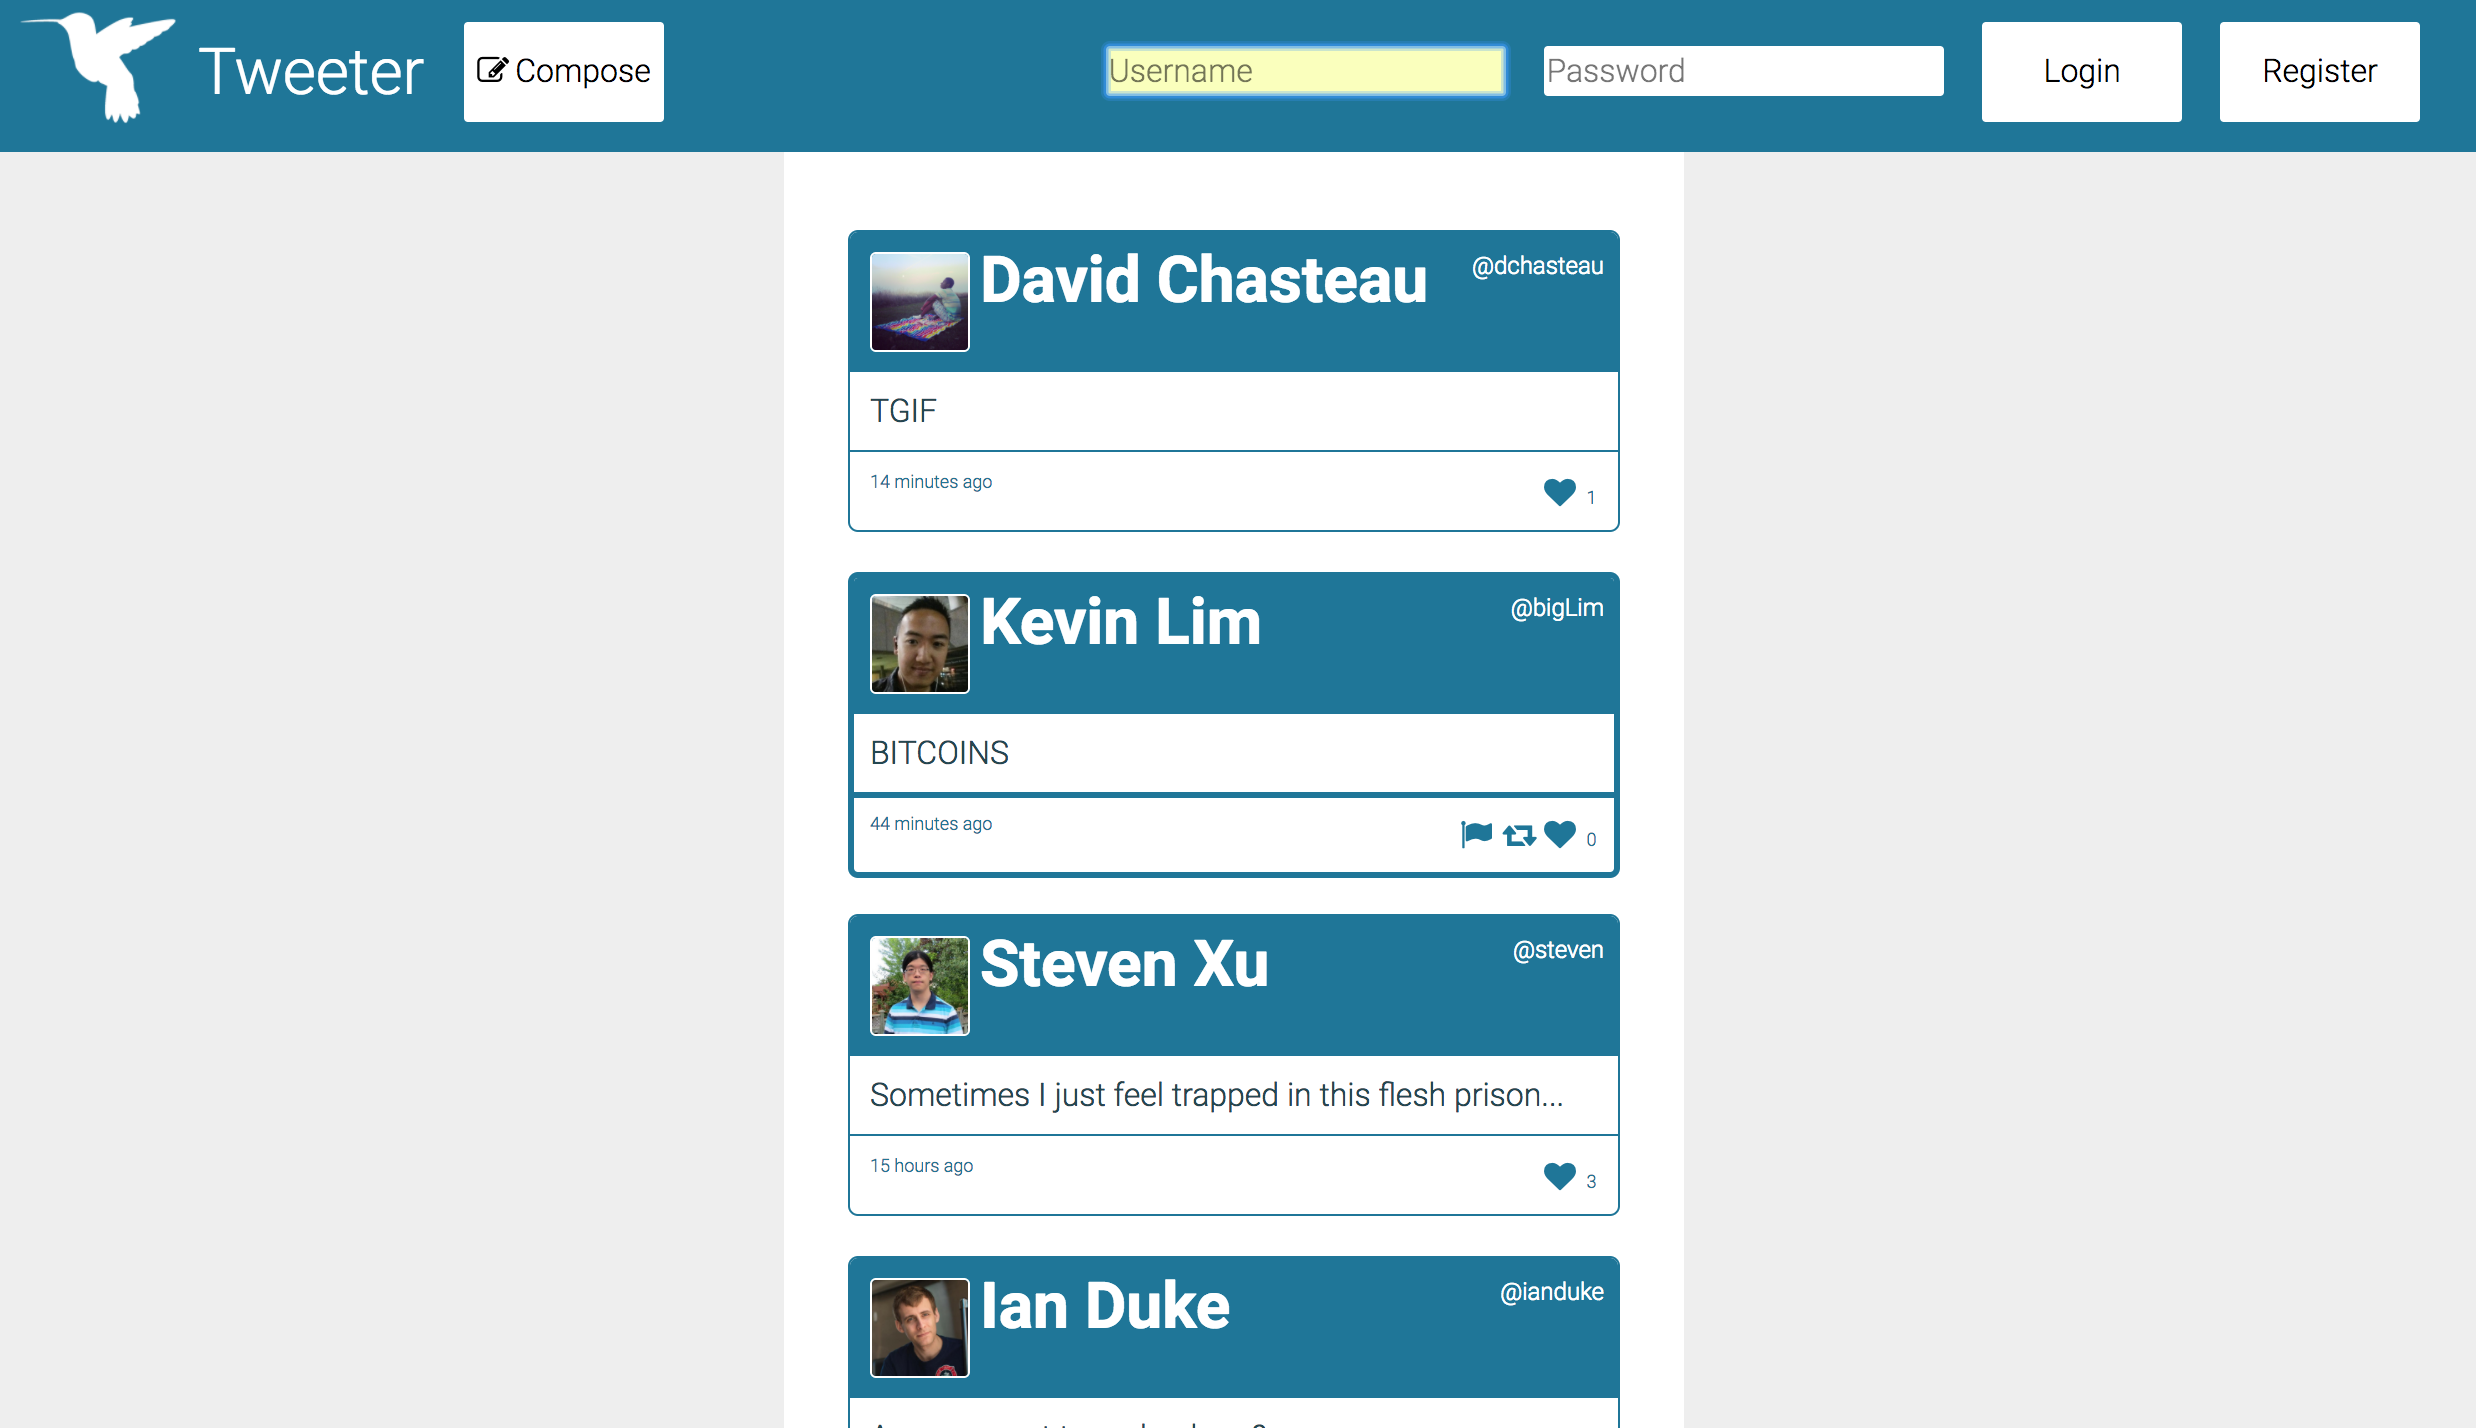 Tweeter
Compose
Username
Password
Login
Register
David Chasteau
@dchasteau
TGIF
14 minutes ago
1
Kevin Lim
@bigLim
BITCOINS
44 minutes ago
0
Steven Xu
@steven
Sometimes I just feel trapped in this flesh prison...
15 hours ago
3
Ian Duke
@ianduke